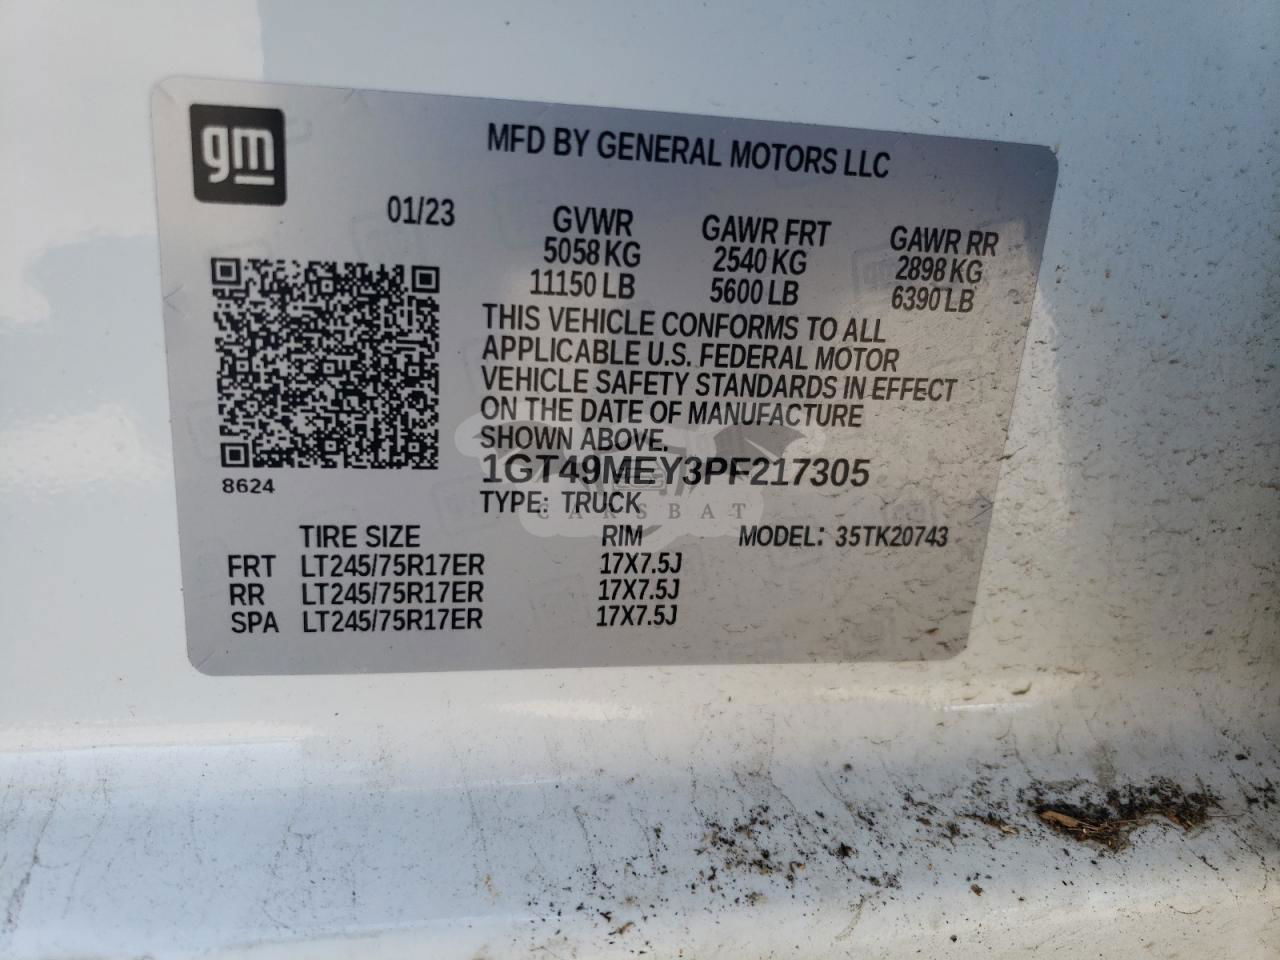 gm
MFD BY GENERAL MOTORS LLC
01/23 GVWR GAWR FRT GAWR RR
5058 KG 2540 KG 2898 KG
11150 LB 5600 LB 6390 LB
THIS VEHICLE CONFORMS TO ALL
APPLICABLE U.S. FEDERAL MOTOR
VEHICLE SAFETY STANDARDS IN EFFECT
ON THE DATE OF MANUFACTURE
SHOWN ABOVE.
1GT49MEY3PF217305
8624
TYPE: TRUCK
CARSBAT
TIRE SIZE RIM MODEL: 35TK20743
FRT LT245/75R17ER 17X7.5J
RR LT245/75R17ER 17X7.5J
SPA LT245/75R17ER 17X7.5J